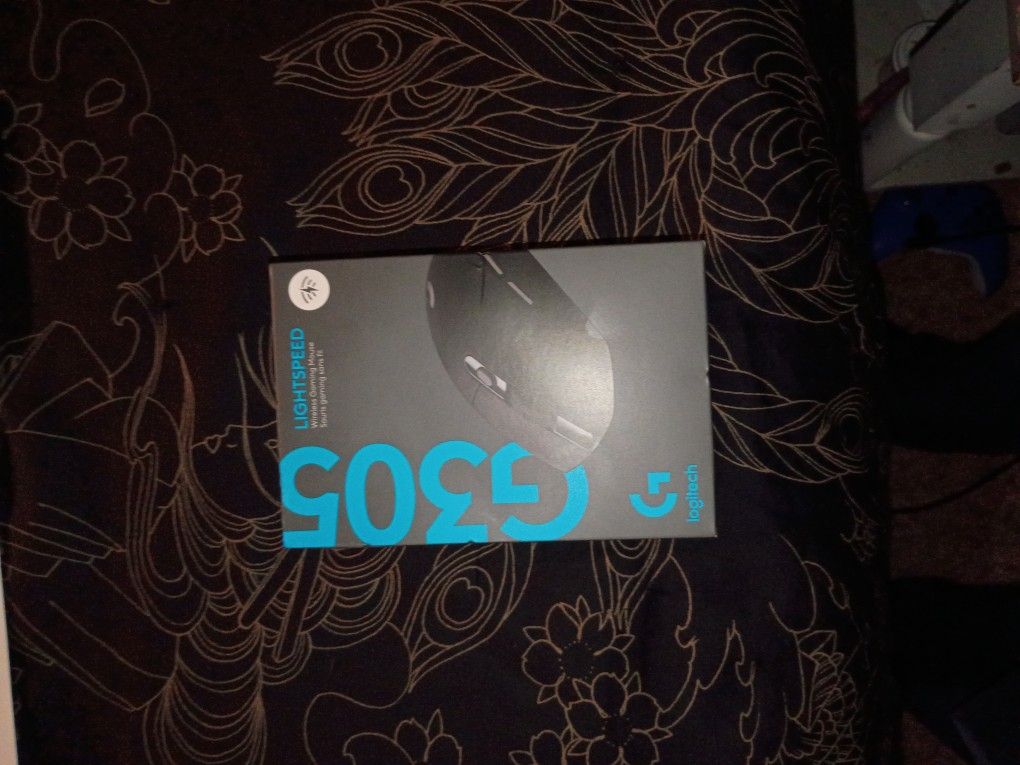 G
logitech
G305
LIGHTSPEED
Wireless Gaming Mouse
Souris gaming sans fil